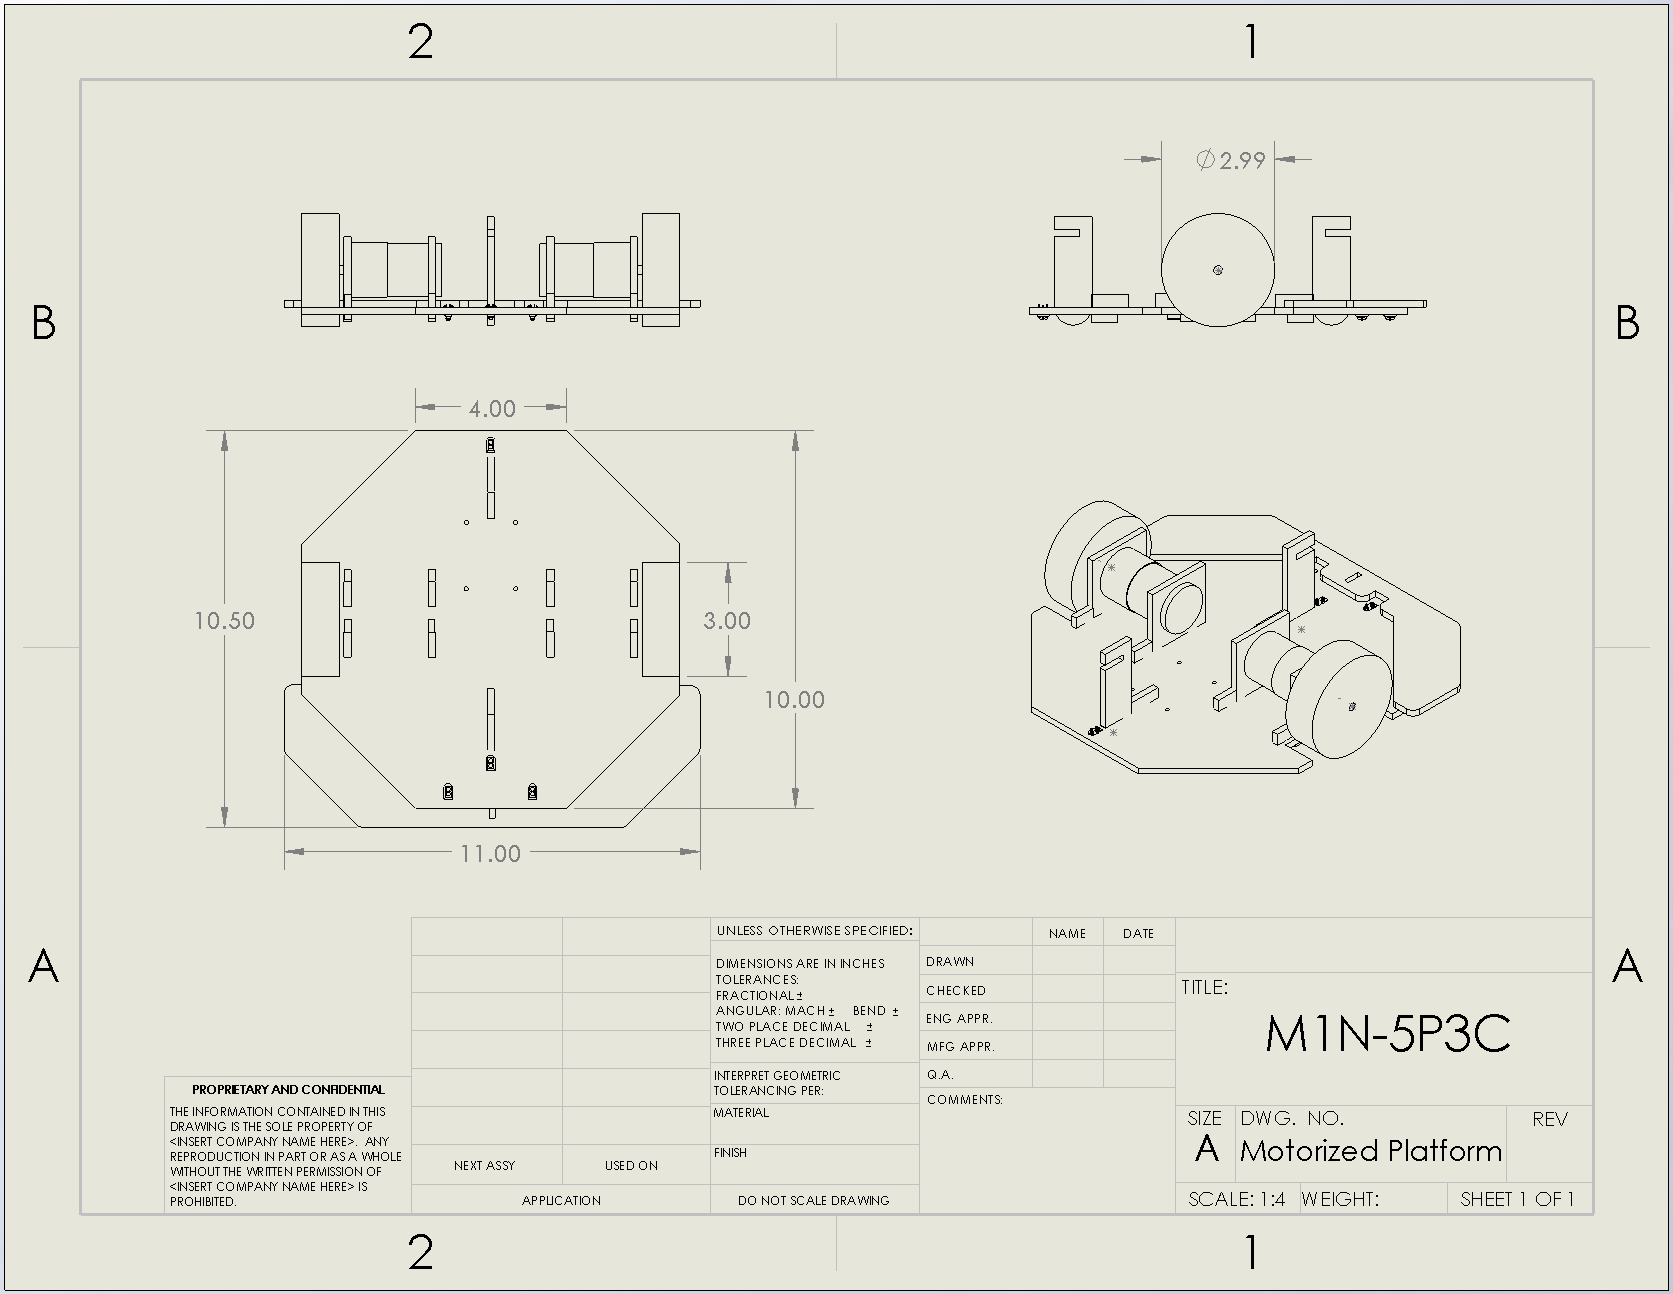 2
1
B
B
A
A
2
1
∅2.99
4.00
10.50
3.00
10.00
11.00
UNLESS OTHERWISE SPECIFIED:
DIMENSIONS ARE IN INCHES
TOLERANCES:
FRACTIONAL±
ANGULAR: MACH± BEND ±
TWO PLACE DECIMAL ±
THREE PLACE DECIMAL ±
INTERPRET GEOMETRIC
TOLERANCING PER:
MATERIAL
FINISH
DO NOT SCALE DRAWING
NAME DATE
DRAWN
CHECKED
ENG APPR.
MFG APPR.
Q.A.
COMMENTS:
TITLE:
M1N-5P3C
SIZE DWG. NO. REV
A Motorized Platform
SCALE: 1:4 WEIGHT: SHEET 1 OF 1
PROPRIETARY AND CONFIDENTIAL
THE INFORMATION CONTAINED IN THIS
DRAWING IS THE SOLE PROPERTY OF
<INSERT COMPANY NAME HERE>. ANY
REPRODUCTION IN PART OR AS A WHOLE
WITHOUT THE WRITTEN PERMISSION OF
<INSERT COMPANY NAME HERE> IS
PROHIBITED.
NEXT ASSY USED ON
APPLICATION